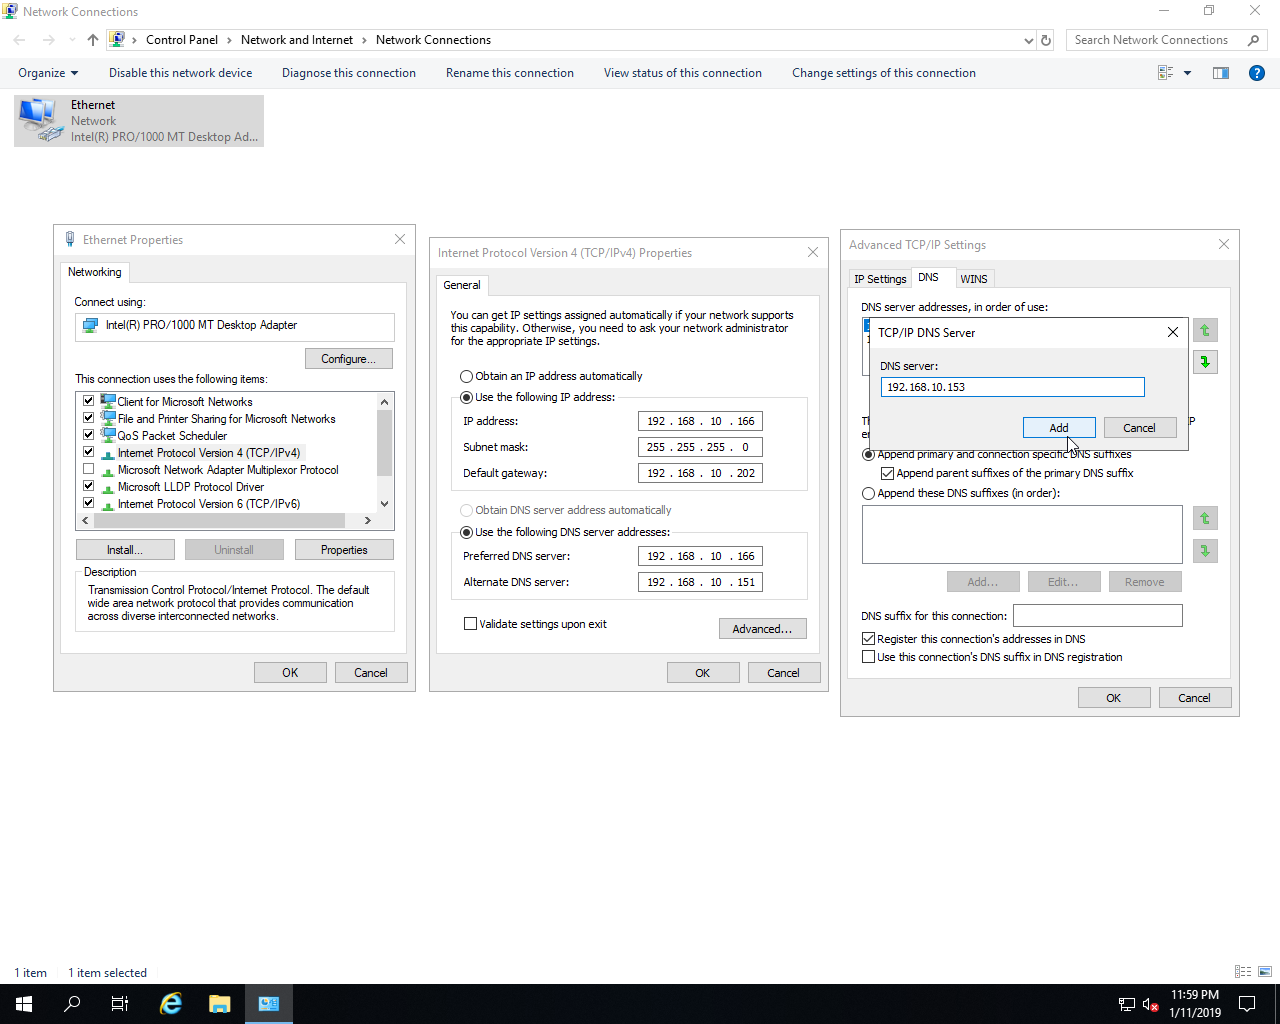 Network Connections
Control Panel
Network and Internet
Network Connections
Search Network Connections
Organize
Disable this network device
Diagnose this connection
Rename this connection
View status of this connection
Change settings of this connection
Ethernet
Network
Intel(R) PRO/1000 MT Desktop Ad...
Ethernet Properties
Networking
Connect using:
Intel(R) PRO/1000 MT Desktop Adapter
Configure...
This connection uses the following items:
Client for Microsoft Networks
File and Printer Sharing for Microsoft Networks
QoS Packet Scheduler
Internet Protocol Version 4 (TCP/IPv4)
Microsoft Network Adapter Multiplexor Protocol
Microsoft LLDP Protocol Driver
Internet Protocol Version 6 (TCP/IPv6)
Install...
Uninstall
Properties
Description
Transmission Control Protocol/Internet Protocol. The default
wide area network protocol that provides communication
across diverse interconnected networks.
OK
Cancel
Internet Protocol Version 4 (TCP/IPv4) Properties
General
You can get IP settings assigned automatically if your network supports
this capability. Otherwise, you need to ask your network administrator
for the appropriate IP settings.
Obtain an IP address automatically
Use the following IP address:
IP address: 192 . 168 . 10 . 166
Subnet mask: 255 . 255 . 255 . 0
Default gateway: 192 . 168 . 10 . 202
Obtain DNS server address automatically
Use the following DNS server addresses:
Preferred DNS server: 192 . 168 . 10 . 166
Alternate DNS server: 192 . 168 . 10 . 151
Validate settings upon exit
Advanced...
OK
Cancel
Advanced TCP/IP Settings
IP Settings
DNS
WINS
DNS server addresses, in order of use:
TCP/IP DNS Server
DNS server:
192.168.10.153
Add
Cancel
Append primary and connection specific DNS suffixes
Append parent suffixes of the primary DNS suffix
Append these DNS suffixes (in order):
Add...
Edit...
Remove
DNS suffix for this connection:
Register this connection's addresses in DNS
Use this connection's DNS suffix in DNS registration
OK
Cancel
1 item
1 item selected
11:59 PM
1/11/2019